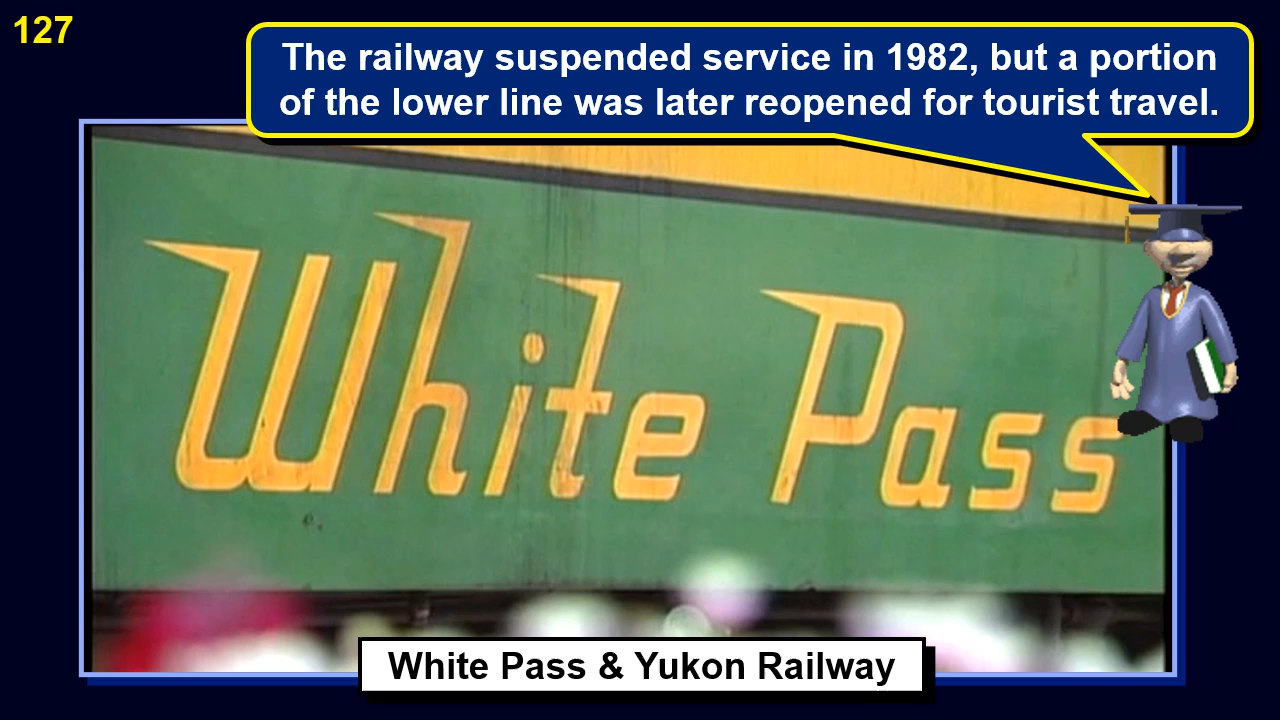 127
The railway suspended service in 1982, but a portion
of the lower line was later reopened for tourist travel.
White Pass
White Pass & Yukon Railway